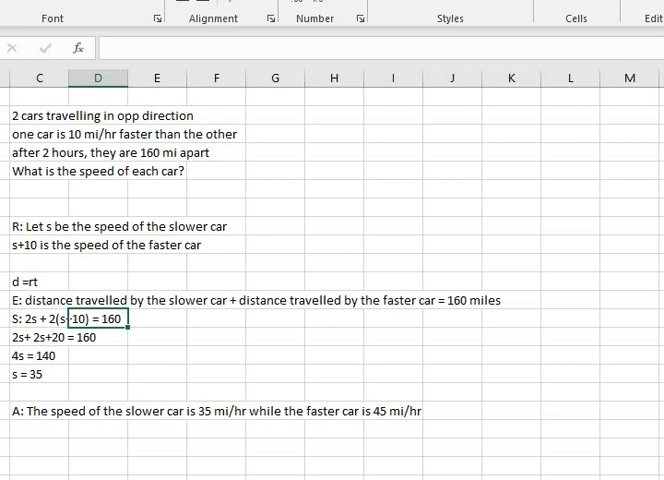 Font Alignment Number Styles Cells Edit
fx
C D E F G H I J K L M
2 cars travelling in opp direction
one car is 10 mi/hr faster than the other
after 2 hours, they are 160 mi apart
What is the speed of each car?
R: Let s be the speed of the slower car
s+10 is the speed of the faster car
d =rt
E: distance travelled by the slower car + distance travelled by the faster car = 160 miles
S: 2s + 2(s+10) = 160
2s+ 2s+20 = 160
4s = 140
s = 35
A: The speed of the slower car is 35 mi/hr while the faster car is 45 mi/hr